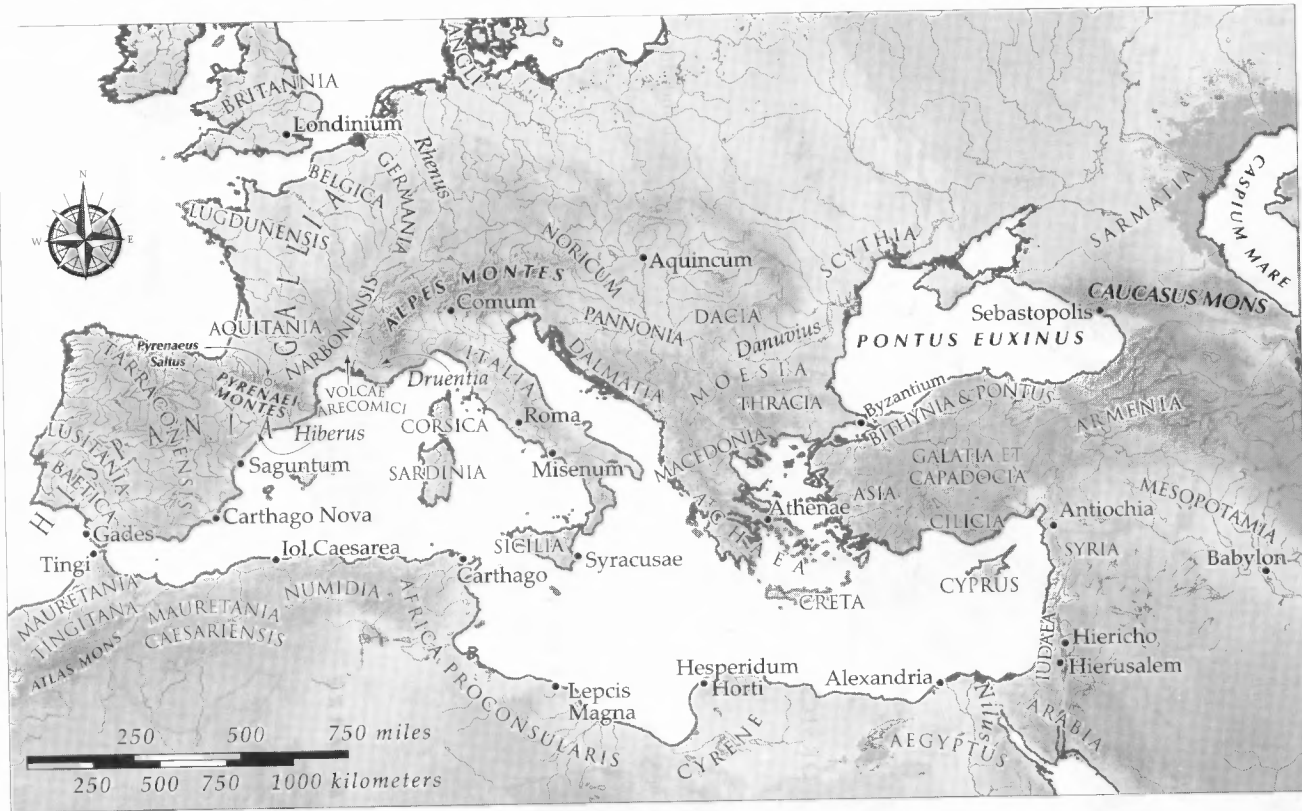 BRITANNIA
Londinium
ANGLI
Rhenus
BELGICA
GERMANIA
LUGDUNENSIS
GALLIA
NORICUM
Aquincum
SCYTHIA
SARMATIA
CASPIUM MARE
N
W
E
ALPES MONTES
Comum
NARBONENSIS
AQUITANIA
PANNONIA
DACIA
Danuvius
Sebastopolis
CAUCASUS MONS
PONTUS EUXINUS
Pyrenaeus
Saltus
TARRACONENSIS
PYRENAEI
MONTES
VOLCAE
ARECOMICI
Druentia
ITALIA
DALMATIA
MOESIA
THRACIA
Byzantium
BITHYNIA & PONTUS
ARMENIA
HISPANIA
LUSITANIA
BAETICA
Hiberus
CORSICA
Roma
Saguntum
SARDINIA
Misenum
MACEDONIA
GALATIA ET
CAPADOCIA
ASIA
MESOPOTAMIA
Carthago Nova
Athenae
ACHAEA
CILICIA
Antiochia
Gades
Tingi
Iol Caesarea
Carthago
SICILIA
Syracusae
SYRIA
Babylon
CYPRUS
CRETA
MAURETANIA
TINGITANA
MAURETANIA
CAESARIENSIS
NUMIDIA
AFRICA PROCONSULARIS
ATLAS MONS
IUDAEA
Hiericho
Hierusalem
Lepcis
Magna
Hesperidum
Horti
Alexandria
Nilus
ARABIA
CYRENE
AEGYPTUS
250 500 750 miles
250 500 750 1000 kilometers